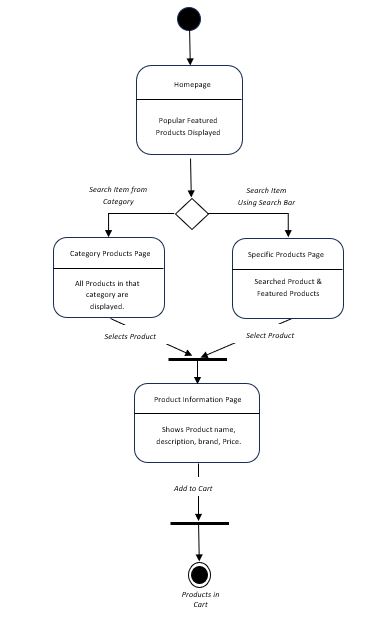 Homepage
Popular Featured
Products Displayed
Search Item from
Category
Search Item
Using Search Bar
Category Products Page
All Products in that
category are
displayed.
Specific Products Page
Searched Product &
Featured Products
Selects Product
Select Product
Product Information Page
Shows Product name,
description, brand, Price.
Add to Cart
Products in
Cart